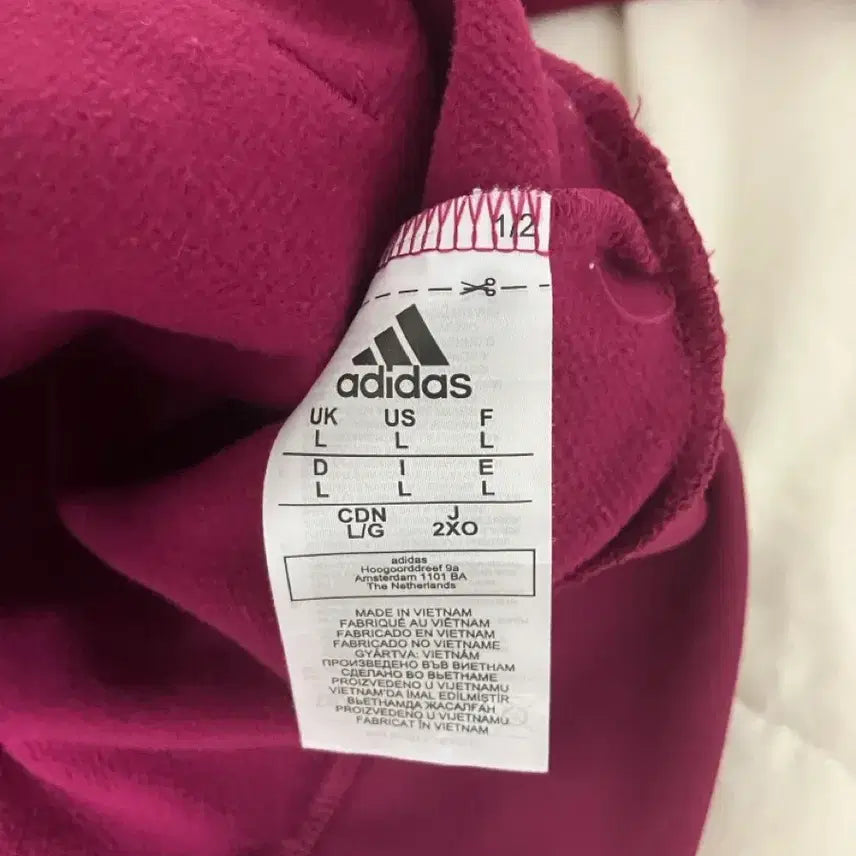 1/2
adidas
UK US F
L L L
D I E
L L L
CDN J
L/G 2XO
adidas
Hoogoorddreef 9a
Amsterdam 1101 BA
The Netherlands
MADE IN VIETNAM
FABRIQUÉ AU VIÊTNAM
FABRICADO EN VIETNAM
FABRICADO NO VIETNAME
GYÁRTVA: VIETNÁM
ПРОИЗВЕДЕНО ВЪВ ВИЕТНАМ
СДЕЛАНО ВО ВЬЕТНАМЕ
PROIZVEDENO U VIJETNAMU
VIETNAM'DA İMAL EDİLMİŞTİR
ВЬЕТНАМДА ЖАСАЛҒАН
PROIZVEDENO U VIJETNAMU
FABRICAT ÎN VIETNAM